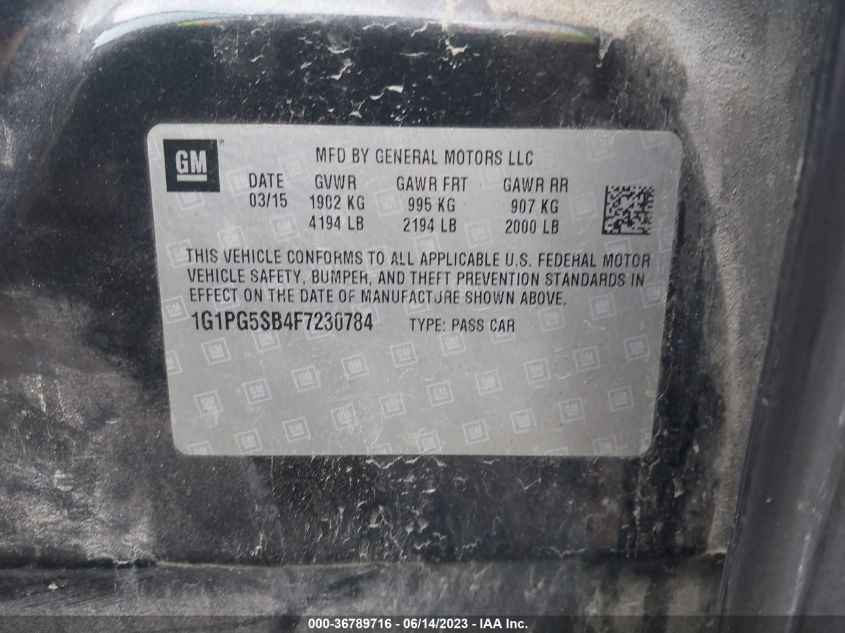 GM
MFD BY GENERAL MOTORS LLC
DATE GVWR GAWR FRT GAWR RR
03/15 1902 KG 995 KG 907 KG
4194 LB 2194 LB 2000 LB
THIS VEHICLE CONFORMS TO ALL APPLICABLE U.S. FEDERAL MOTOR
VEHICLE SAFETY, BUMPER, AND THEFT PREVENTION STANDARDS IN
EFFECT ON THE DATE OF MANUFACTURE SHOWN ABOVE.
1G1PG5SB4F7230784 TYPE: PASS CAR
000-36789716 - 06/14/2023 - IAA Inc.